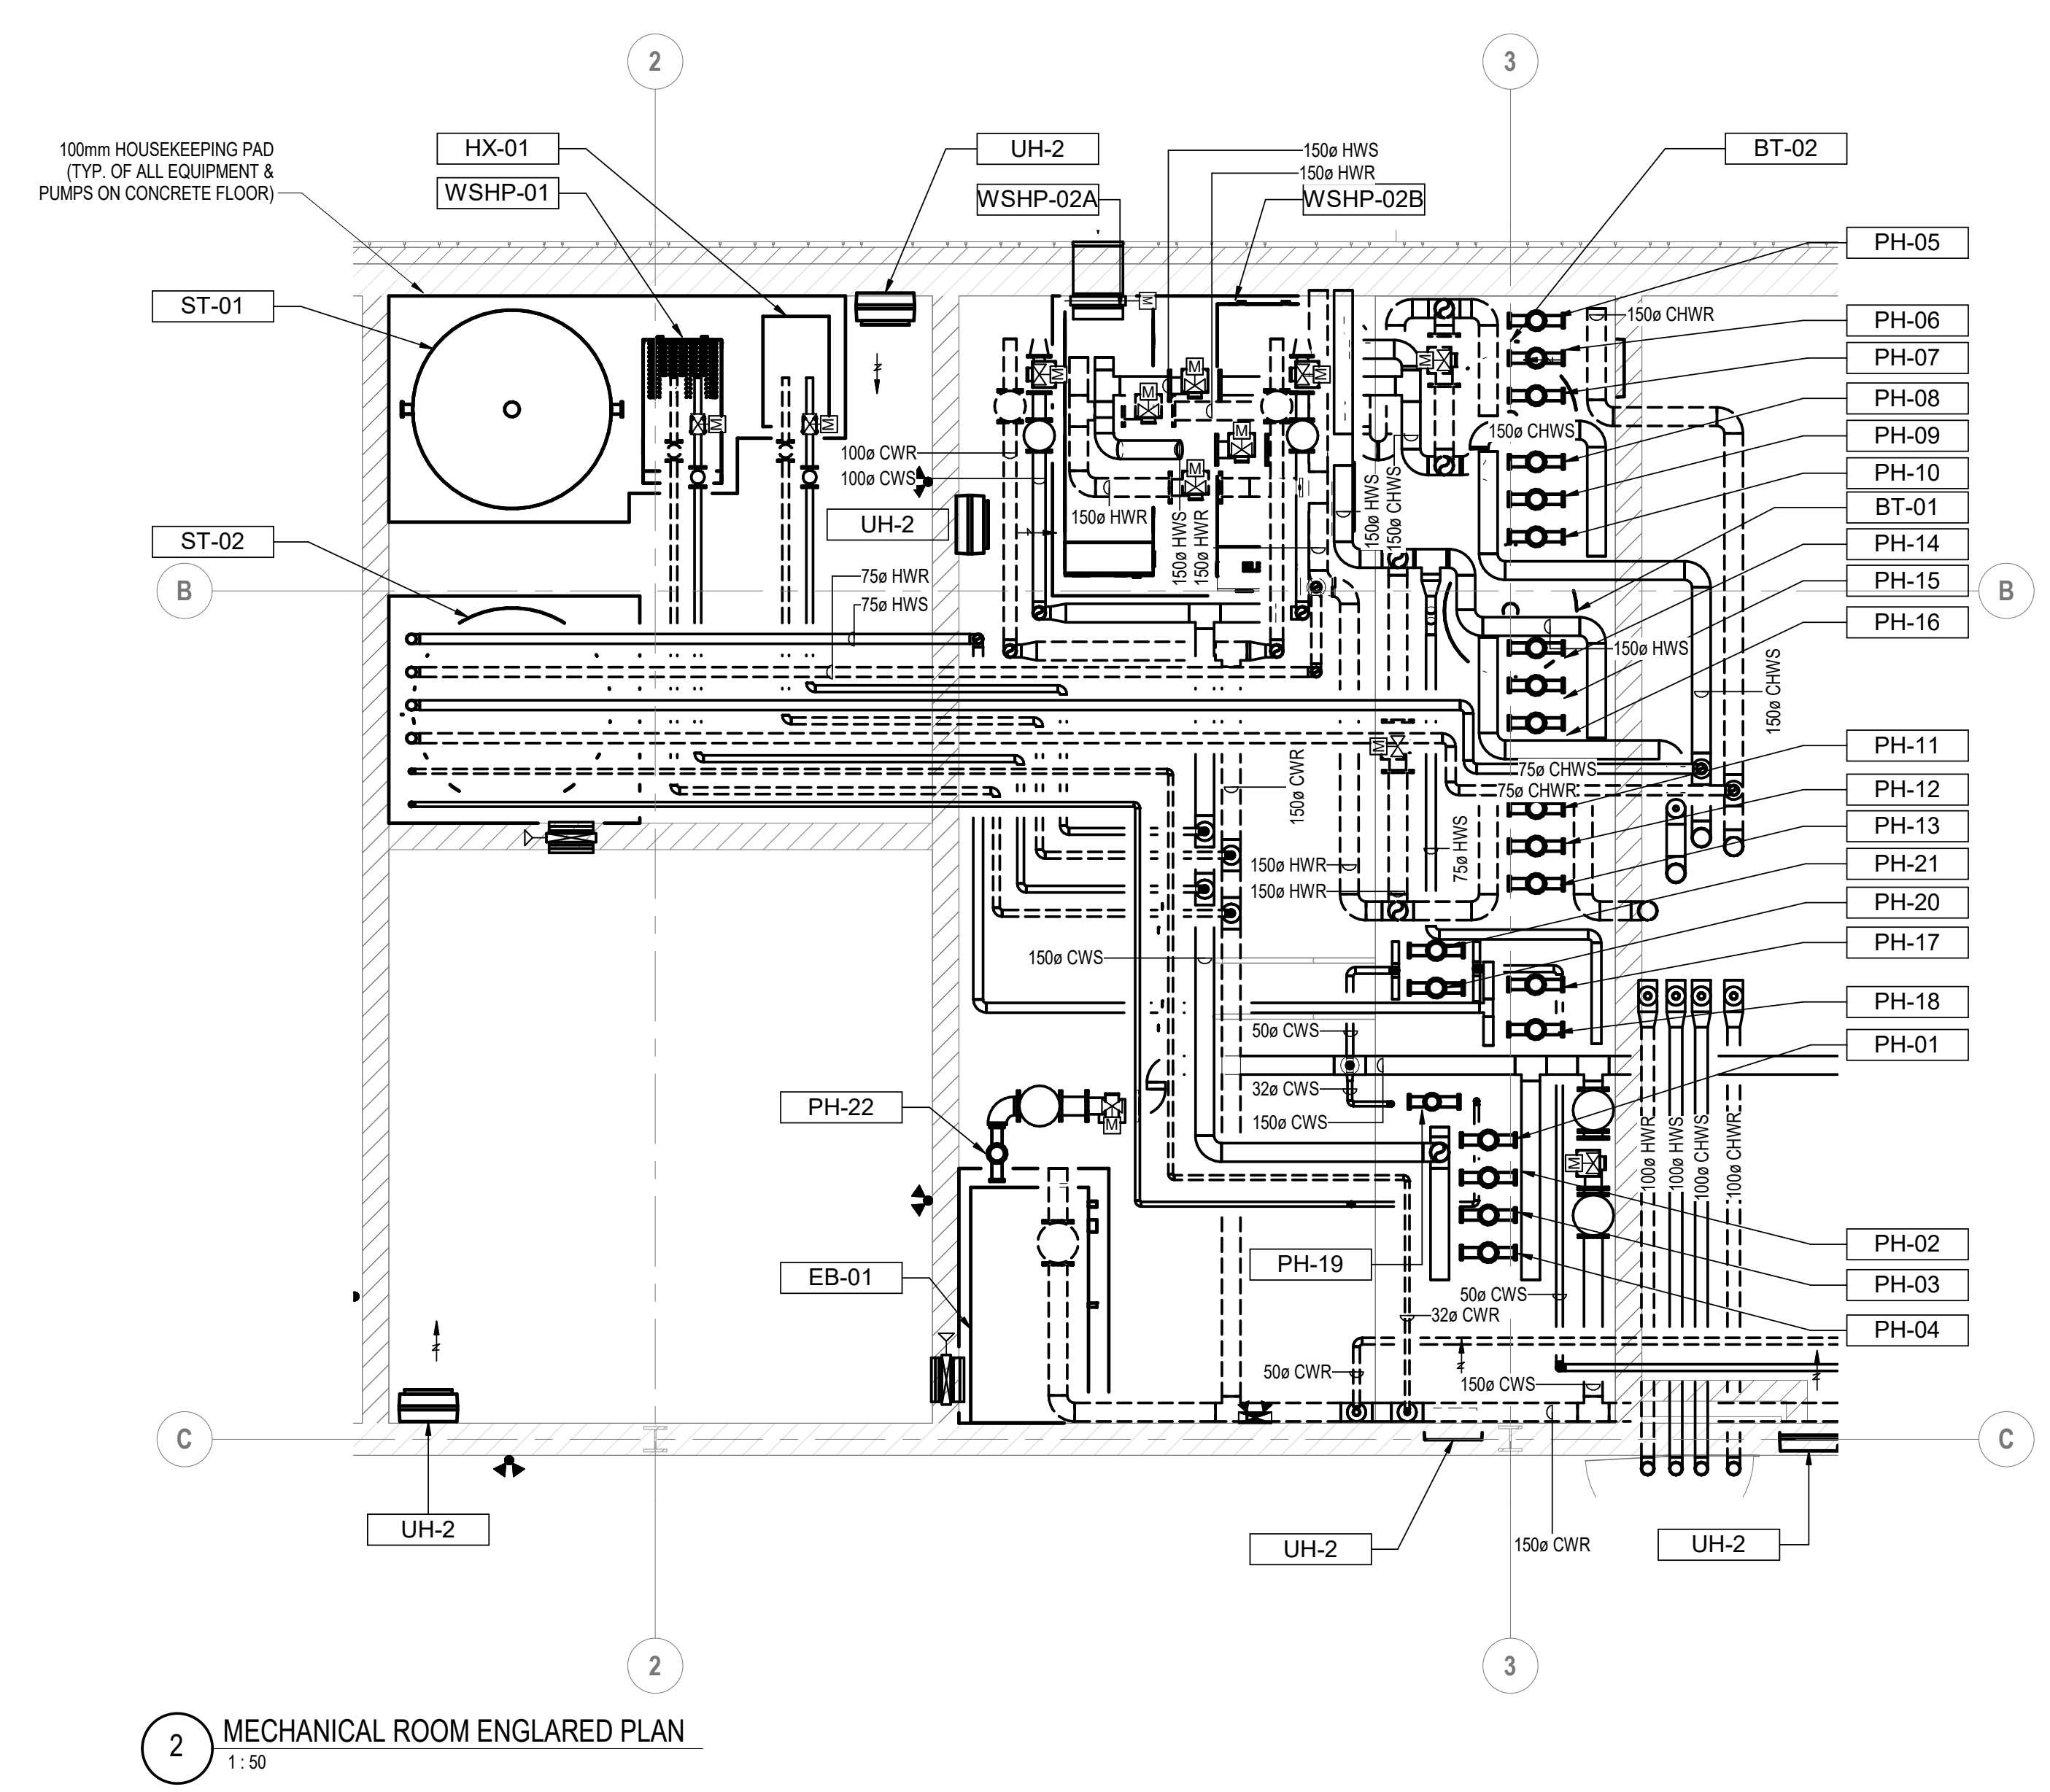 2
3
100mm HOUSEKEEPING PAD
(TYP. OF ALL EQUIPMENT &
PUMPS ON CONCRETE FLOOR)
HX-01
WSHP-01
UH-2
WSHP-02A
150ø HWS
150ø HWR
WSHP-02B
BT-02
ST-01
PH-05
PH-06
PH-07
PH-08
PH-09
PH-10
BT-01
PH-14
PH-15
PH-16
150ø CHWR
150ø CHWS
M
M
M
M
M
M
M
M
M
M
100ø CWR
100ø CWS
UH-2
150ø HWR
150ø HWS
150ø HWR
150ø HWS
150ø CHWS
ST-02
B
B
75ø HWR
75ø HWS
150ø HWS
150ø CHWS
M
75ø CHWS
75ø CHWR
150ø CWR
150ø HWR
150ø HWR
75ø HWS
PH-11
PH-12
PH-13
PH-21
PH-20
PH-17
PH-18
PH-01
150ø CWS
50ø CWS
32ø CWS
150ø CWS
PH-22
M
M
100ø HWR
100ø HWS
100ø CHWS
100ø CHWR
EB-01
PH-19
PH-02
PH-03
PH-04
50ø CWS
32ø CWR
50ø CWR
150ø CWS
N
N
N
N
N
C
C
UH-2
UH-2
150ø CWR
UH-2
2
3
2
MECHANICAL ROOM ENGLARED PLAN
1 : 50